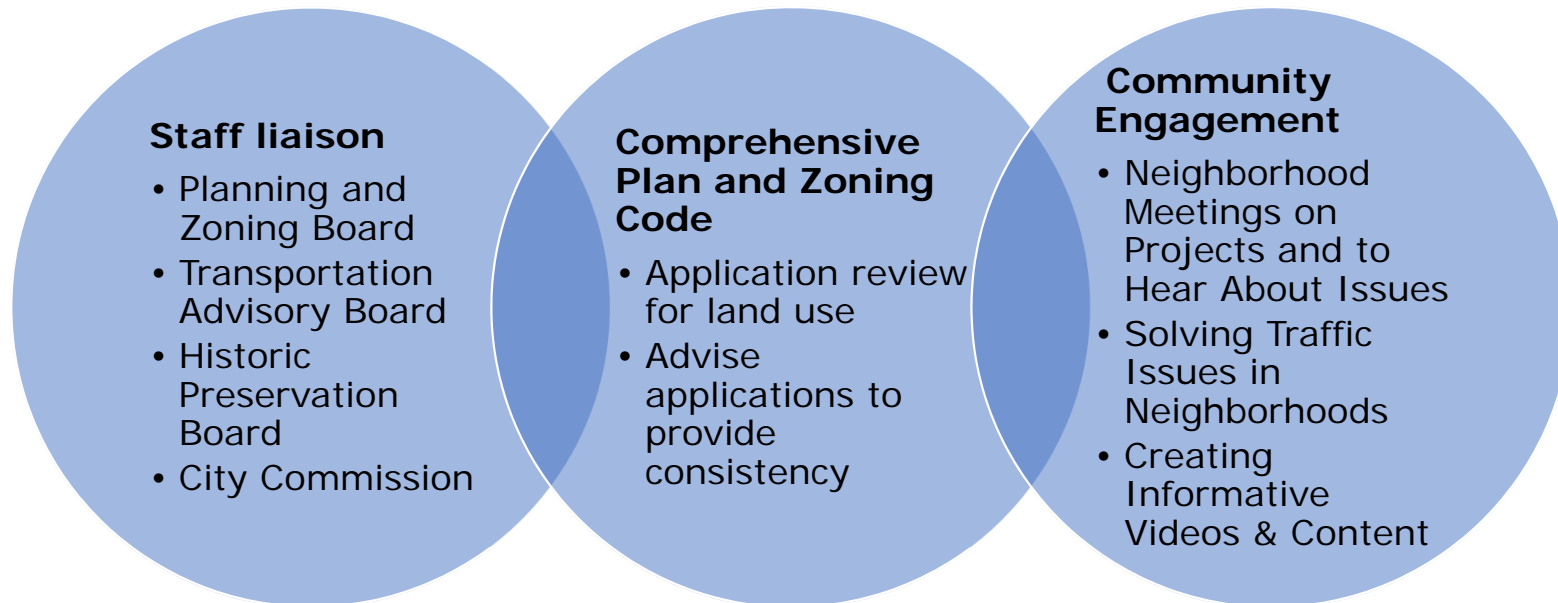 Staff liaison
• Planning and
Zoning Board
• Transportation
Advisory Board
• Historic
Preservation
Board
• City Commission
Comprehensive
Plan and Zoning
Code
• Application review
for land use
• Advise
applications to
provide
consistency
Community
Engagement
• Neighborhood
Meetings on
Projects and to
Hear About Issues
• Solving Traffic
Issues in
Neighborhoods
• Creating
Informative
Videos & Content